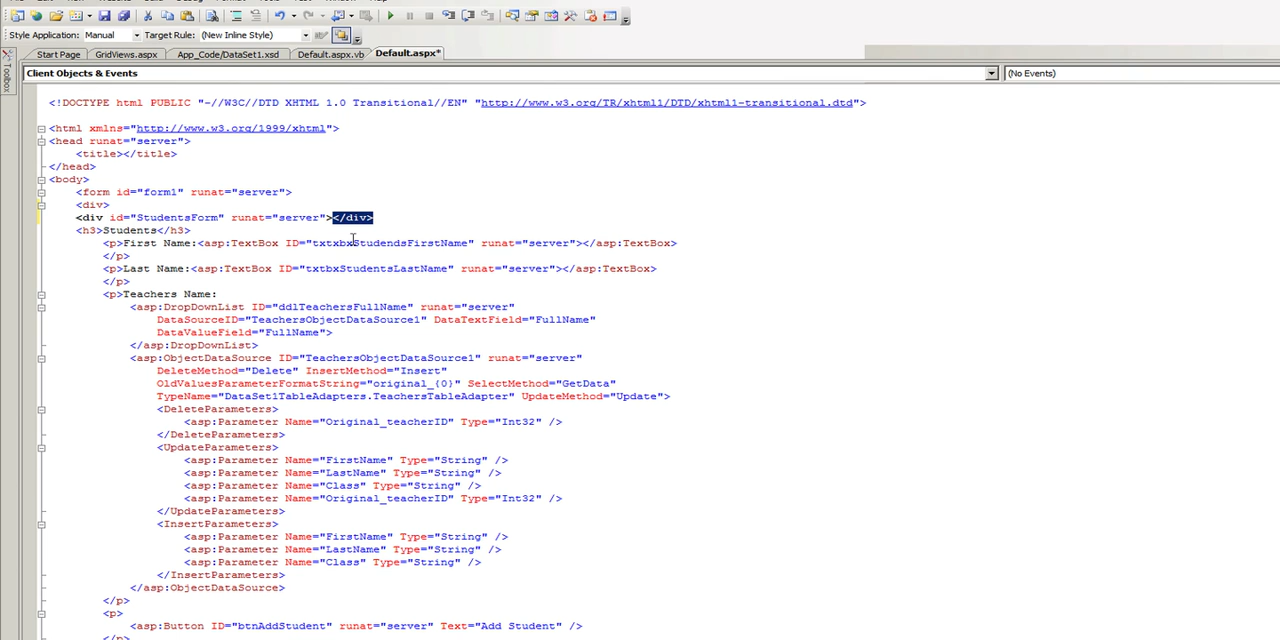 Style Application: Manual Target Rule: (New Inline Style)
Start Page GridViews.aspx App_Code/DataSet1.xsd Default.aspx.vb Default.aspx*
Toolbox
Client Objects & Events (No Events)
<!DOCTYPE html PUBLIC "-//W3C//DTD XHTML 1.0 Transitional//EN" "http://www.w3.org/TR/xhtml1/DTD/xhtml1-transitional.dtd">
<html xmlns="http://www.w3.org/1999/xhtml">
<head runat="server">
<title></title>
</head>
<body>
<form id="form1" runat="server">
<div>
<div id="StudentsForm" runat="server"></div>
<h3>Students</h3>
<p>First Name:<asp:TextBox ID="txtxbxStudendsFirstName" runat="server"></asp:TextBox>
</p>
<p>Last Name:<asp:TextBox ID="txtbxStudentsLastName" runat="server"></asp:TextBox>
</p>
<p>Teachers Name:
<asp:DropDownList ID="ddlTeachersFullName" runat="server"
DataSourceID="TeachersObjectDataSource1" DataTextField="FullName"
DataValueField="FullName">
</asp:DropDownList>
<asp:ObjectDataSource ID="TeachersObjectDataSource1" runat="server"
DeleteMethod="Delete" InsertMethod="Insert"
OldValuesParameterFormatString="original_{0}" SelectMethod="GetData"
TypeName="DataSet1TableAdapters.TeachersTableAdapter" UpdateMethod="Update">
<DeleteParameters>
<asp:Parameter Name="Original_teacherID" Type="Int32" />
</DeleteParameters>
<UpdateParameters>
<asp:Parameter Name="FirstName" Type="String" />
<asp:Parameter Name="LastName" Type="String" />
<asp:Parameter Name="Class" Type="String" />
<asp:Parameter Name="Original_teacherID" Type="Int32" />
</UpdateParameters>
<InsertParameters>
<asp:Parameter Name="FirstName" Type="String" />
<asp:Parameter Name="LastName" Type="String" />
<asp:Parameter Name="Class" Type="String" />
</InsertParameters>
</asp:ObjectDataSource>
</p>
<p>
<asp:Button ID="btnAddStudent" runat="server" Text="Add Student" />
</p>